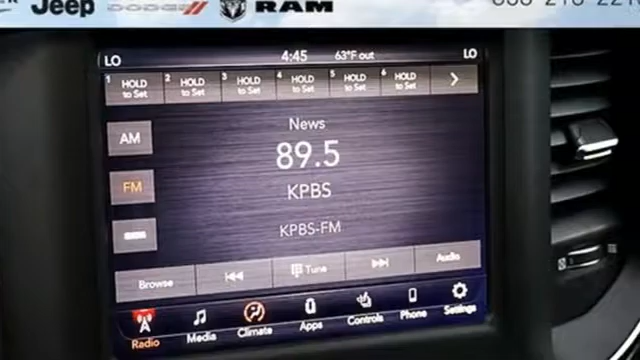 Jeep DODGE RAM
LO 4:45 63°F out LO
1 HOLD to Set 2 HOLD to Set 3 HOLD to Set 4 HOLD to Set 5 HOLD to Set 6 HOLD to Set
AM
News
89.5
FM
KPBS
KPBS-FM
Browse Tune Audio
Radio Media Climate Apps Controls Phone Settings